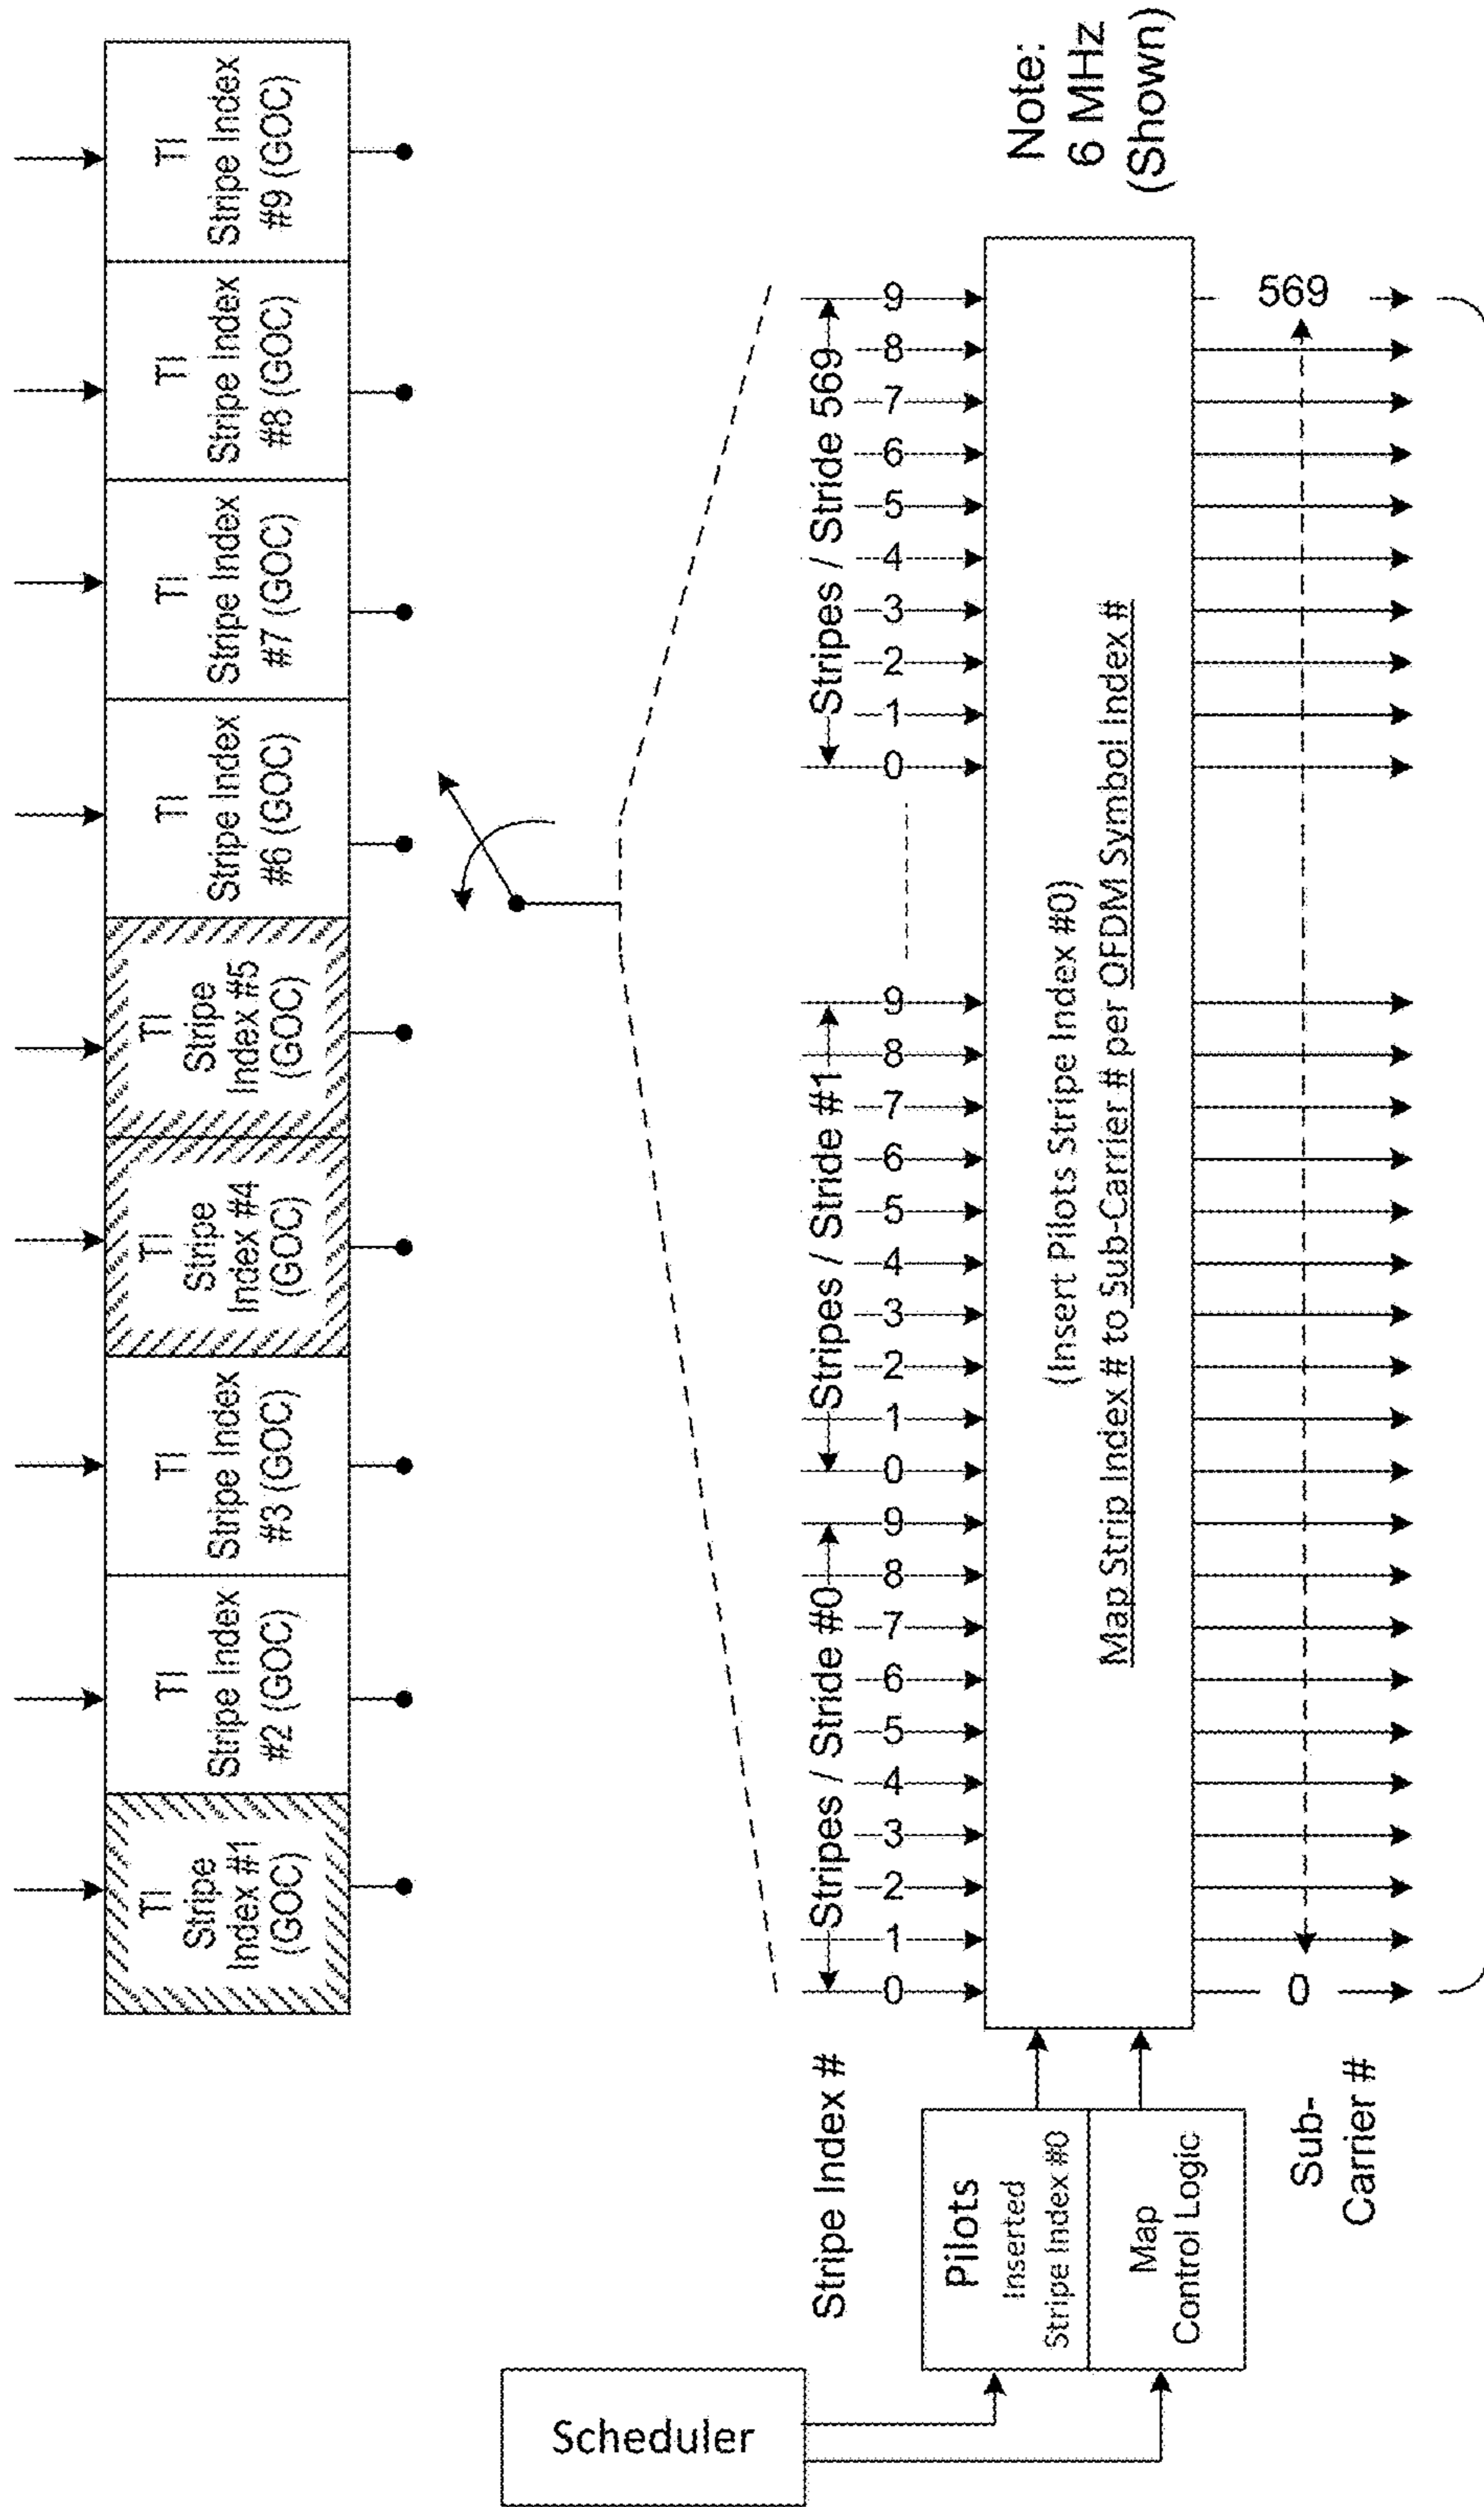 TI
Stripe
Index #1
(GOC)
TI
Stripe Index
#2 (GOC)
TI
Stripe Index
#3 (GOC)
TI
Stripe
Index #4
(GOC)
TI
Stripe
Index #5
(GOC)
TI
Stripe Index
#6 (GOC)
TI
Stripe Index
#7 (GOC)
TI
Stripe Index
#8 (GOC)
TI
Stripe Index
#9 (GOC)
Scheduler
Stripe Index #
Stripes / Stride #0
Stripes / Stride #1
Stripes / Stride 569
0 1 2 3 4 5 6 7 8 9 0 1 2 3 4 5 6 7 8 9 0 1 2 3 4 5 6 7 8 9
Pilots
Inserted
Stripe Index #0
Map
Control Logic
(Insert Pilots Stripe Index #0)
Map Strip Index # to Sub-Carrier # per OFDM Symbol Index #
Note:
6 MHz
(Shown)
Sub-
Carrier #
0
569